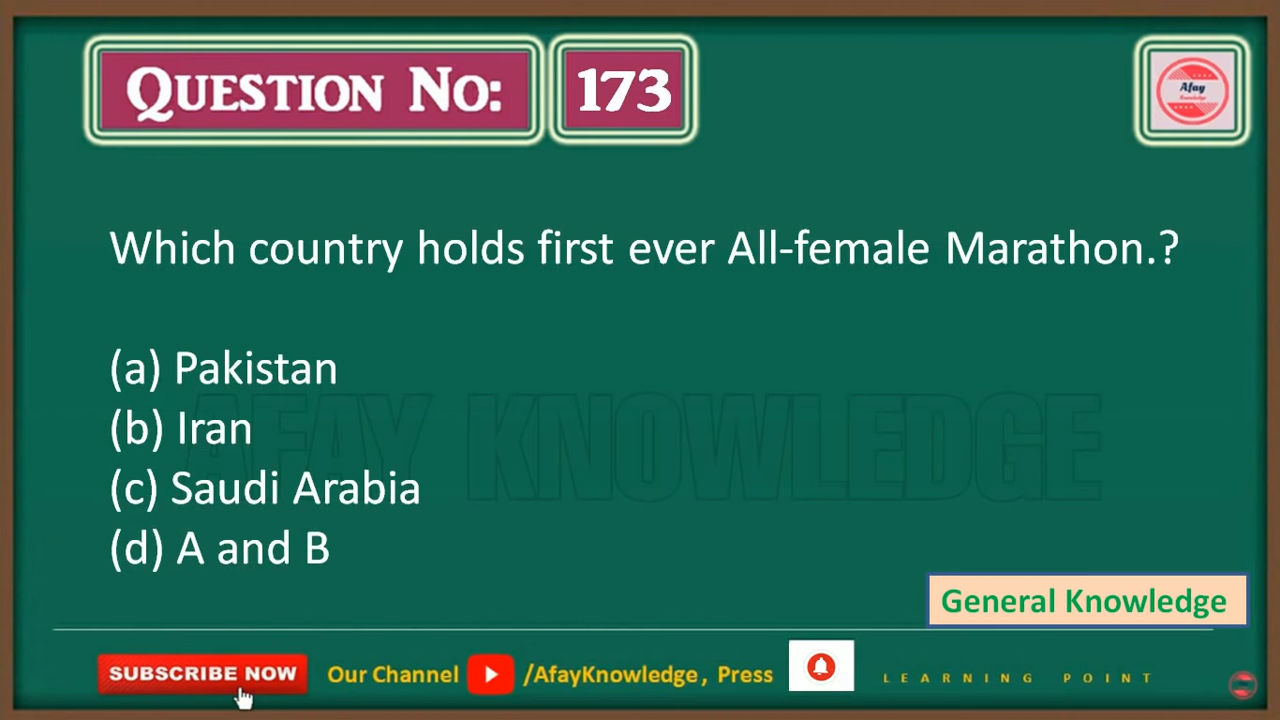 QUESTION NO: 173
Afay
Knowledge
Which country holds first ever All-female Marathon.?
(a) Pakistan
(b) Iran
(c) Saudi Arabia
(d) A and B
AFAY KNOWLEDGE
General Knowledge
SUBSCRIBE NOW Our Channel /AfayKnowledge, Press LEARNING POINT